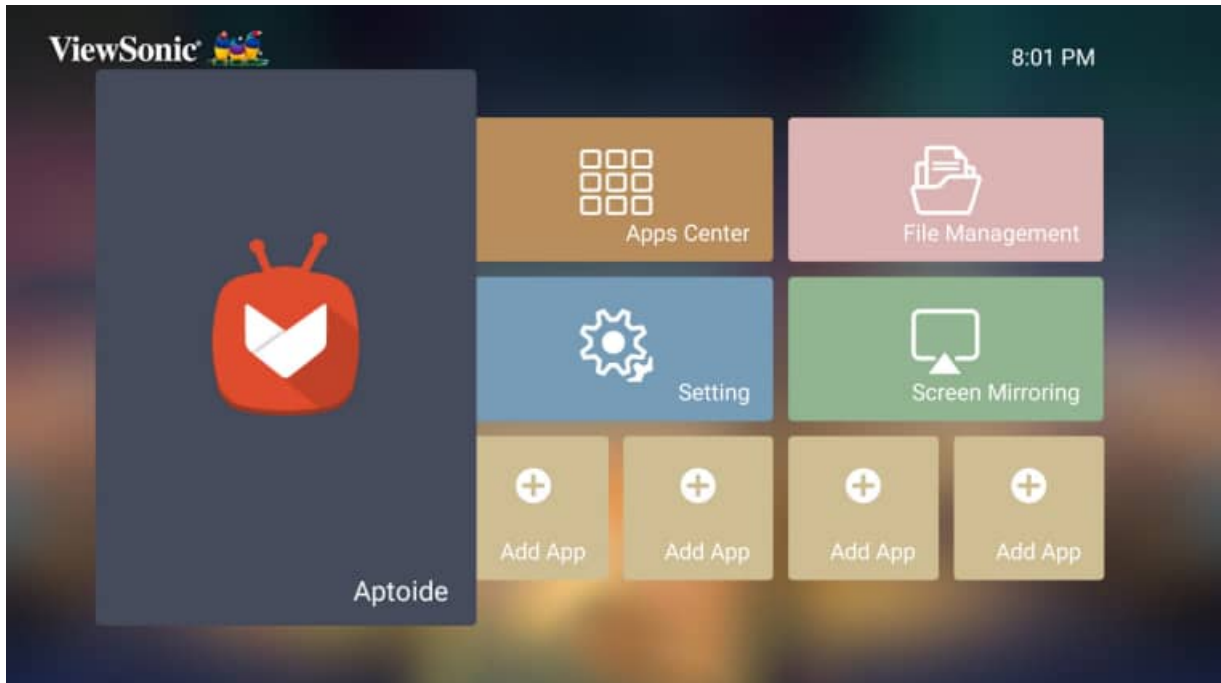 ViewSonic
8:01 PM
Aptoide
Apps Center
File Management
Setting
Screen Mirroring
Add App
Add App
Add App
Add App